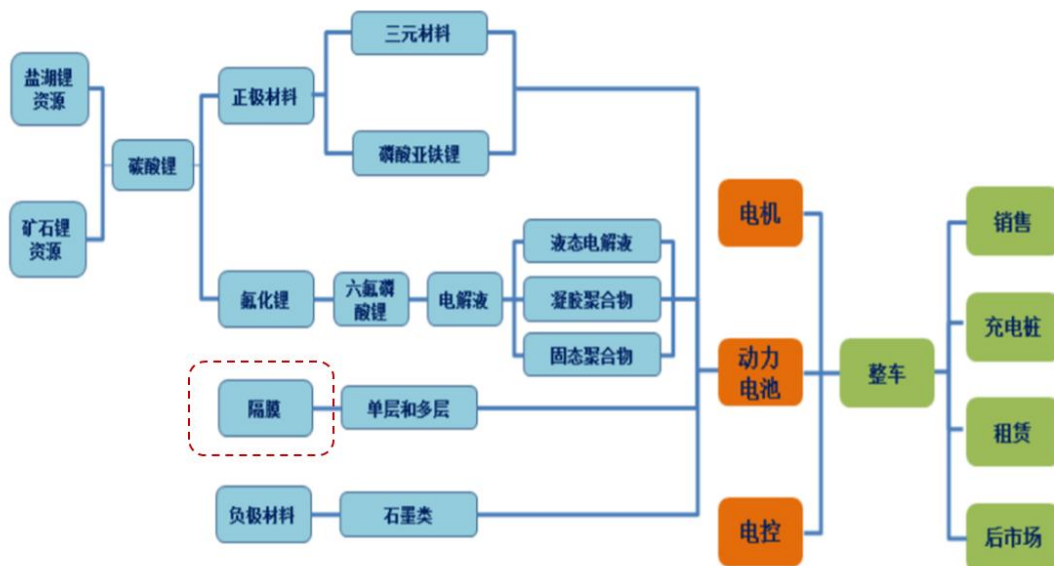 三元材料
盐湖锂
资源
正极材料
磷酸亚铁锂
碳酸锂
矿石锂
资源
电机
销售
液态电解液
氟化锂
六氟磷
酸锂
电解液
凝胶聚合物
充电桩
固态聚合物
动力
电池
整车
隔膜
单层和多层
租赁
负极材料
石墨类
电控
后市场